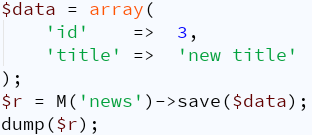 $data = array(
    'id'    =>  3,
    'title' =>  'new title'
);
$r = M('news')->save($data);
dump($r);